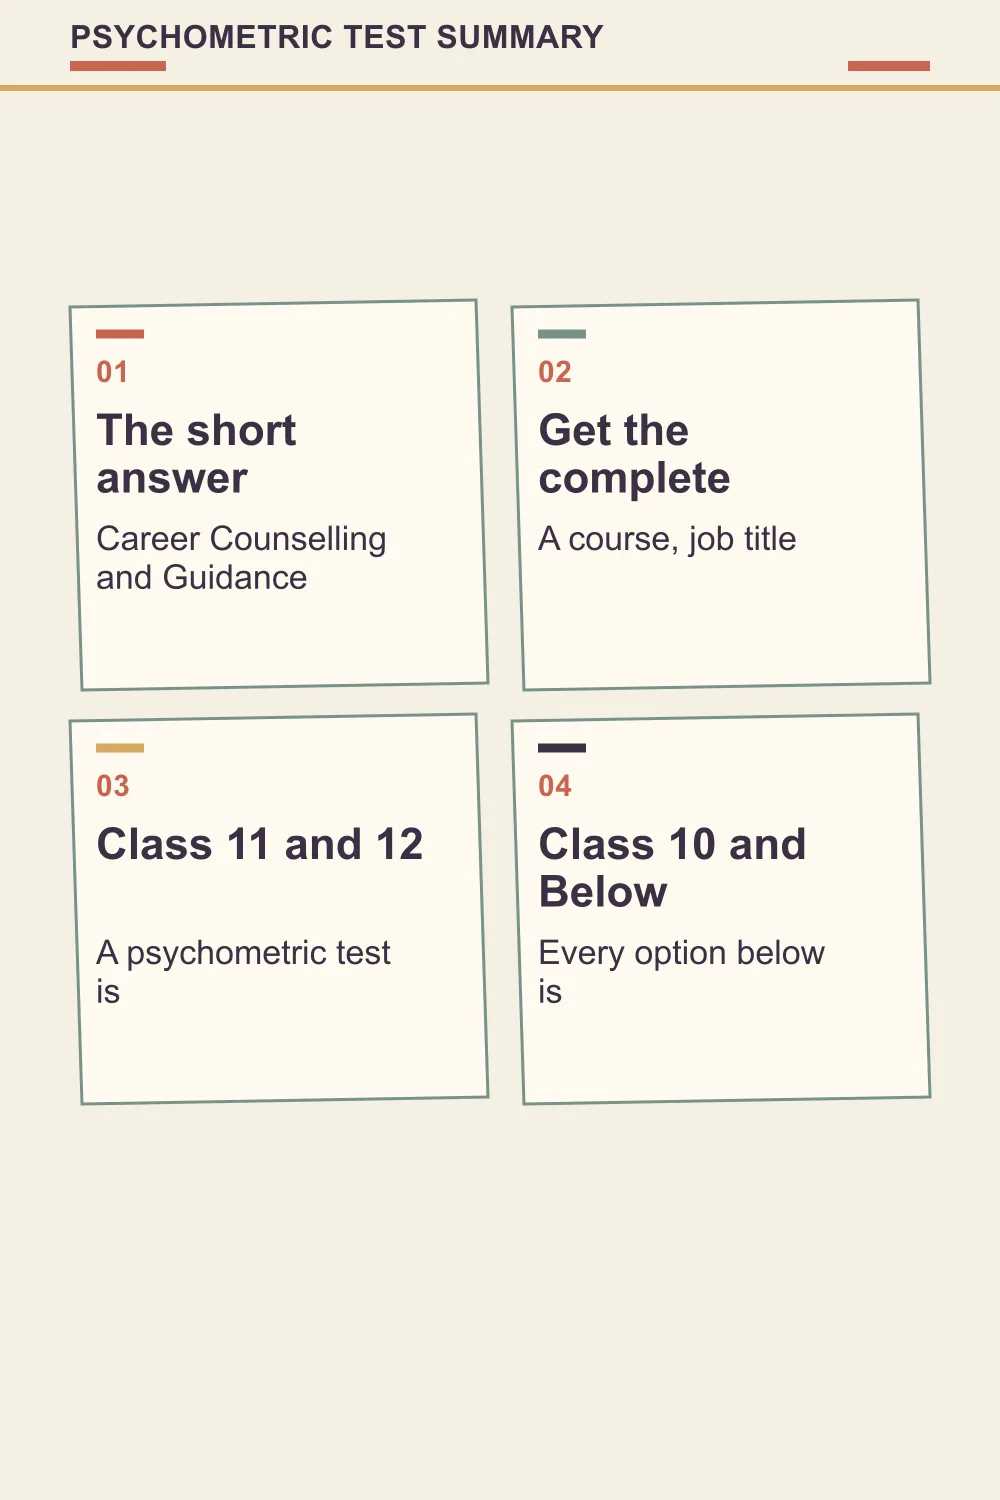 PSYCHOMETRIC TEST SUMMARY
01
The short
answer
Career Counselling
and Guidance
02
Get the
complete
A course, job title
03
Class 11 and 12
A psychometric test
is
04
Class 10 and
Below
Every option below
is